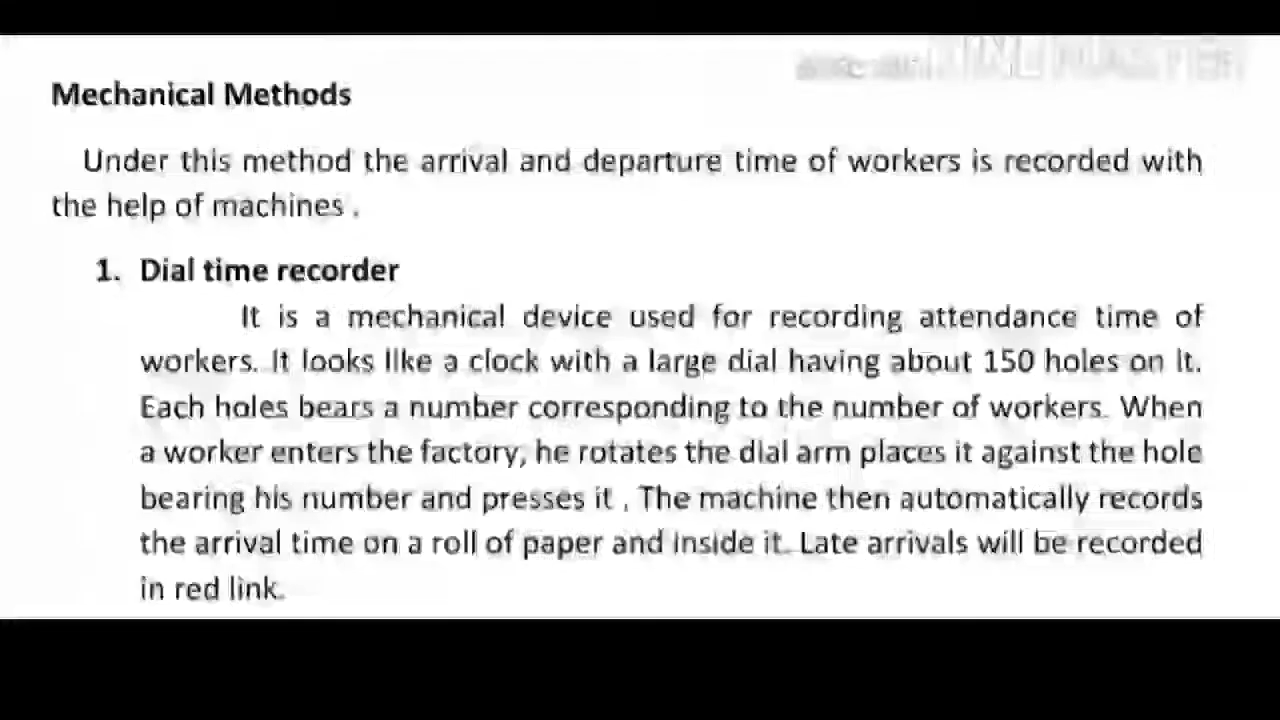 Mechanical Methods
Under this method the arrival and departure time of workers is recorded with
the help of machines .
1. Dial time recorder
It is a mechanical device used for recording attendance time of
workers. It looks like a clock with a large dial having about 150 holes on it.
Each holes bears a number corresponding to the number of workers. When
a worker enters the factory, he rotates the dial arm places it against the hole
bearing his number and presses it . The machine then automatically records
the arrival time on a roll of paper and inside it. Late arrivals will be recorded
in red link.